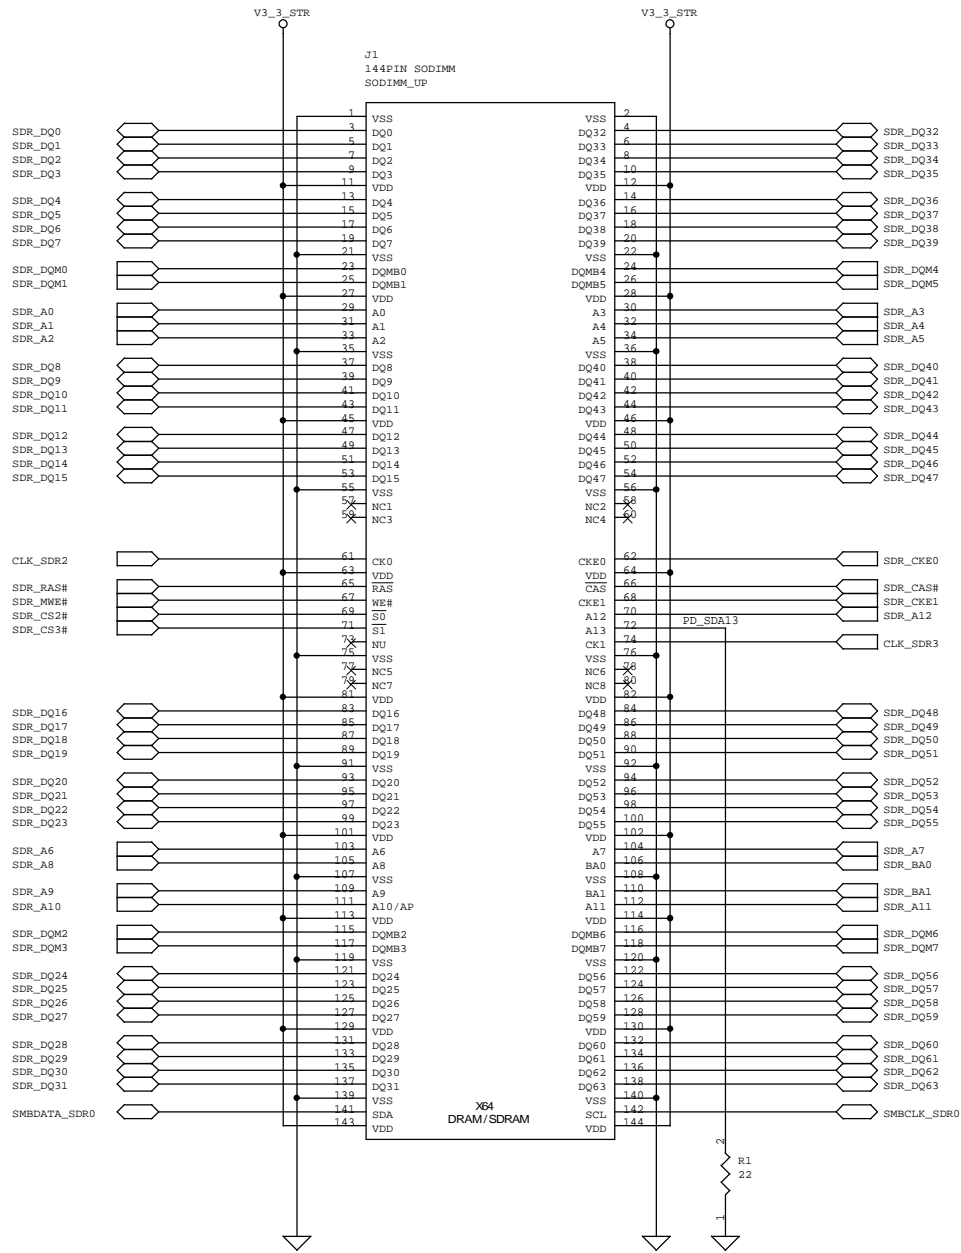 V3_3_STR V3_3_STR
J1
144PIN SODIMM
SODIMM_UP
1 VSS VSS 2
SDR_DQ0 3 DQ0 DQ32 4 SDR_DQ32
SDR_DQ1 5 DQ1 DQ33 6 SDR_DQ33
SDR_DQ2 7 DQ2 DQ34 8 SDR_DQ34
SDR_DQ3 9 DQ3 DQ35 10 SDR_DQ35
11 VDD VDD 12
SDR_DQ4 13 DQ4 DQ36 14 SDR_DQ36
SDR_DQ5 15 DQ5 DQ37 16 SDR_DQ37
SDR_DQ6 17 DQ6 DQ38 18 SDR_DQ38
SDR_DQ7 19 DQ7 DQ39 20 SDR_DQ39
21 VSS VSS 22
SDR_DQM0 23 DQMB0 DQMB4 24 SDR_DQM4
SDR_DQM1 25 DQMB1 DQMB5 26 SDR_DQM5
27 VDD VDD 28
SDR_A0 29 A0 A3 30 SDR_A3
SDR_A1 31 A1 A4 32 SDR_A4
SDR_A2 33 A2 A5 34 SDR_A5
35 VSS VSS 36
SDR_DQ8 37 DQ8 DQ40 38 SDR_DQ40
SDR_DQ9 39 DQ9 DQ41 40 SDR_DQ41
SDR_DQ10 41 DQ10 DQ42 42 SDR_DQ42
SDR_DQ11 43 DQ11 DQ43 44 SDR_DQ43
45 VDD VDD 46
SDR_DQ12 47 DQ12 DQ44 48 SDR_DQ44
SDR_DQ13 49 DQ13 DQ45 50 SDR_DQ45
SDR_DQ14 51 DQ14 DQ46 52 SDR_DQ46
SDR_DQ15 53 DQ15 DQ47 54 SDR_DQ47
55 VSS VSS 56
57 NC1 NC2 58
59 NC3 NC4 60
CLK_SDR2 61 CK0 CKE0 62 SDR_CKE0
63 VDD VDD 64
SDR_RAS# 65 RAS CAS 66 SDR_CAS#
SDR_MWE# 67 WE# CKE1 68 SDR_CKE1
SDR_CS2# 69 S0 A12 70 SDR_A12
SDR_CS3# 71 S1 A13 72 PD_SDA13
73 NU CK1 74 CLK_SDR3
75 VSS VSS 76
77 NC5 NC6 78
79 NC7 NC8 80
81 VDD VDD 82
SDR_DQ16 83 DQ16 DQ48 84 SDR_DQ48
SDR_DQ17 85 DQ17 DQ49 86 SDR_DQ49
SDR_DQ18 87 DQ18 DQ50 88 SDR_DQ50
SDR_DQ19 89 DQ19 DQ51 90 SDR_DQ51
91 VSS VSS 92
SDR_DQ20 93 DQ20 DQ52 94 SDR_DQ52
SDR_DQ21 95 DQ21 DQ53 96 SDR_DQ53
SDR_DQ22 97 DQ22 DQ54 98 SDR_DQ54
SDR_DQ23 99 DQ23 DQ55 100 SDR_DQ55
101 VDD VDD 102
SDR_A6 103 A6 A7 104 SDR_A7
SDR_A8 105 A8 BA0 106 SDR_BA0
107 VSS VSS 108
SDR_A9 109 A9 BA1 110 SDR_BA1
SDR_A10 111 A10/AP A11 112 SDR_A11
113 VDD VDD 114
SDR_DQM2 115 DQMB2 DQMB6 116 SDR_DQM6
SDR_DQM3 117 DQMB3 DQMB7 118 SDR_DQM7
119 VSS VSS 120
SDR_DQ24 121 DQ24 DQ56 122 SDR_DQ56
SDR_DQ25 123 DQ25 DQ57 124 SDR_DQ57
SDR_DQ26 125 DQ26 DQ58 126 SDR_DQ58
SDR_DQ27 127 DQ27 DQ59 128 SDR_DQ59
129 VDD VDD 130
SDR_DQ28 131 DQ28 DQ60 132 SDR_DQ60
SDR_DQ29 133 DQ29 DQ61 134 SDR_DQ61
SDR_DQ30 135 DQ30 DQ62 136 SDR_DQ62
SDR_DQ31 137 DQ31 DQ63 138 SDR_DQ63
139 VSS VSS 140
SMBDATA_SDR0 141 SDA SCL 142 SMBCLK_SDR0
143 VDD VDD 144
X64
DRAM/SDRAM
2
R1
22
1